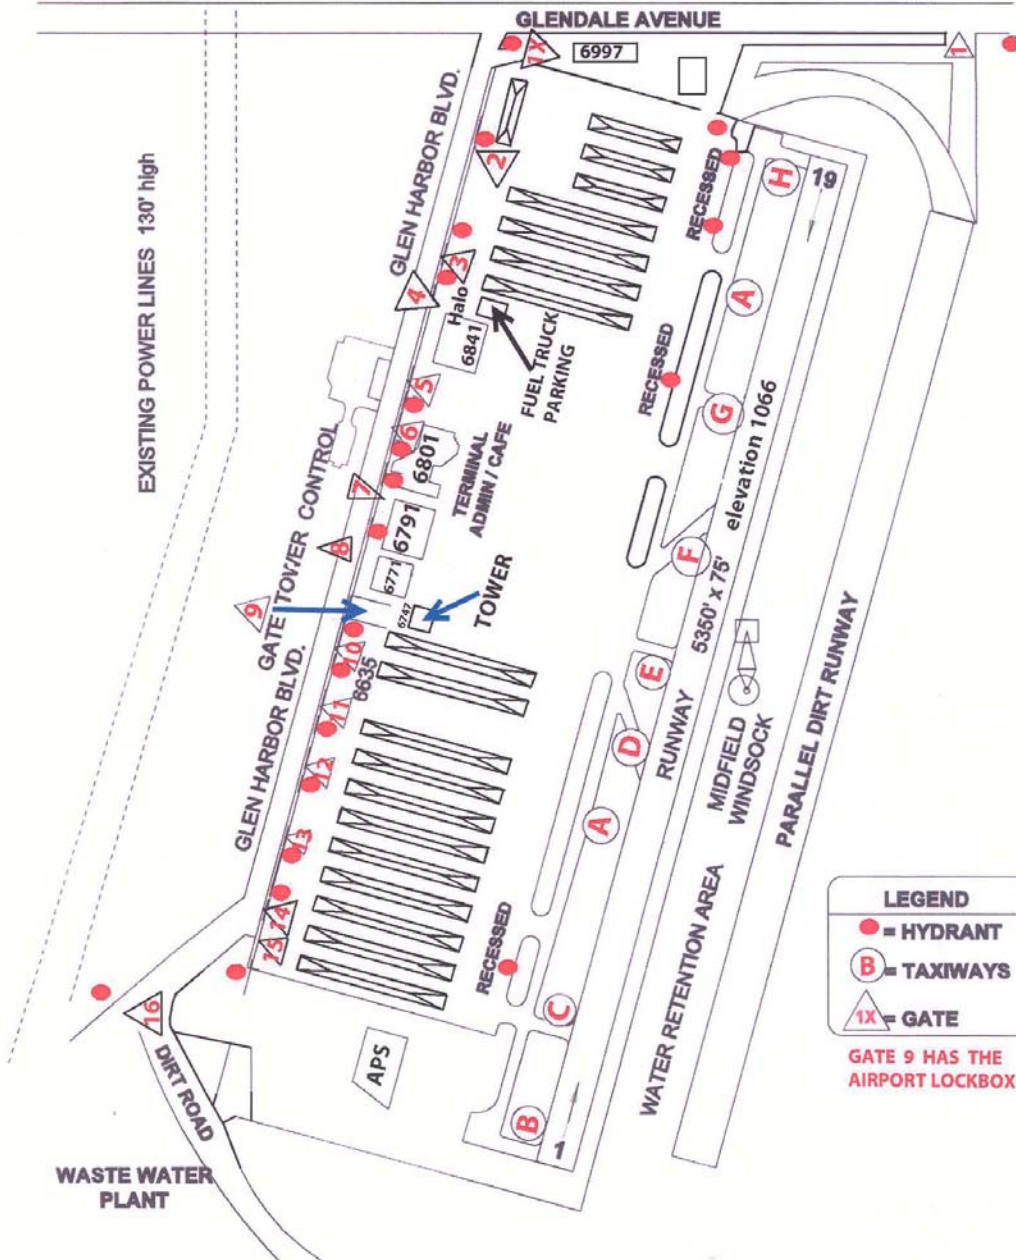 GLENDALE AVENUE
1X
6997
1
GLEN HARBOR BLVD.
2
EXISTING POWER LINES 130' high
RECESSED
H
19
RECESSED
3
4
Halo
6841
A
FUEL TRUCK
PARKING
RECESSED
5
G
elevation 1066
6
6801
TERMINAL
ADMIN / CAFE
7
6791
8
F
6771
6747
TOWER
9
GATE TOWER CONTROL
5350' x 75'
10
6635
E
11
D
RUNWAY
MIDFIELD
WINDSOCK
PARALLEL DIRT RUNWAY
GLEN HARBOR BLVD.
12
A
13
14
15
RECESSED
C
WATER RETENTION AREA
16
DIRT ROAD
APS
B
1
WASTE WATER
PLANT
LEGEND
= HYDRANT
B = TAXIWAYS
1X = GATE
GATE 9 HAS THE
AIRPORT LOCKBOX